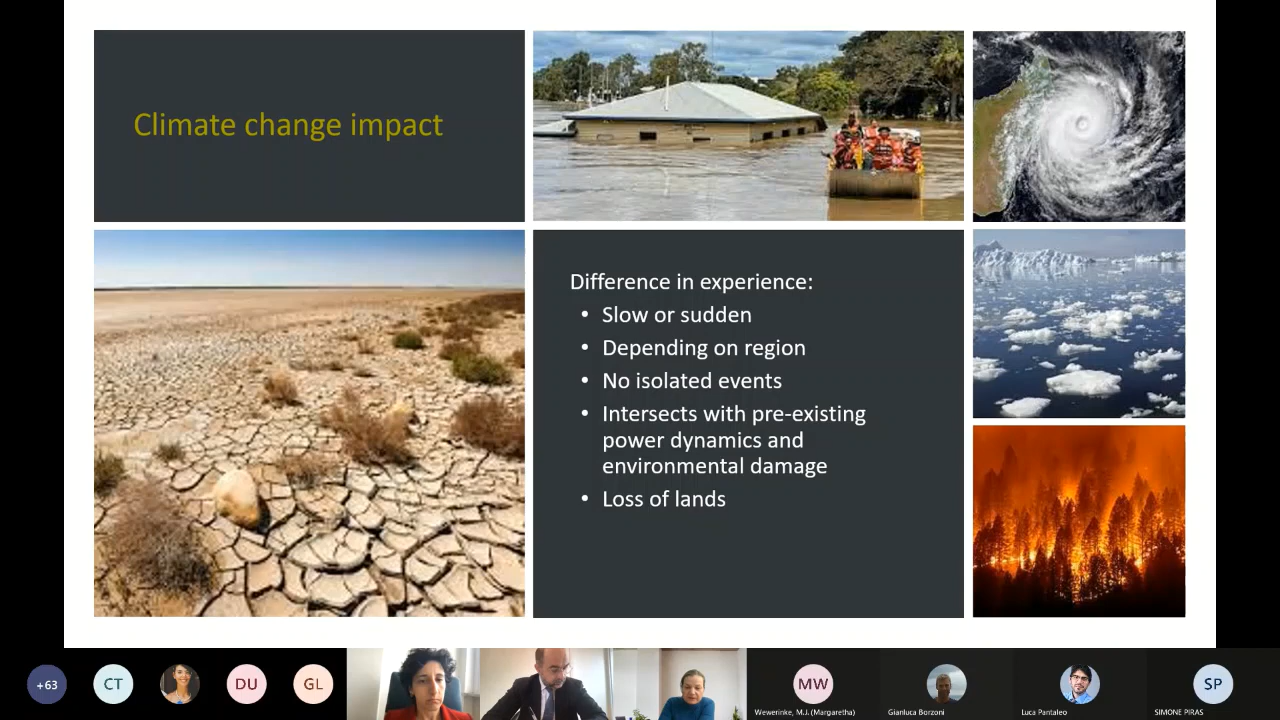 Climate change impact
Difference in experience:
• Slow or sudden
• Depending on region
• No isolated events
• Intersects with pre-existing
power dynamics and
environmental damage
• Loss of lands
+63
CT
DU
GL
MW
SP
Wewerinke, M.J. (Margaretha)
Gianluca Borzoni
Luca Pantaleo
SIMONE PIRAS